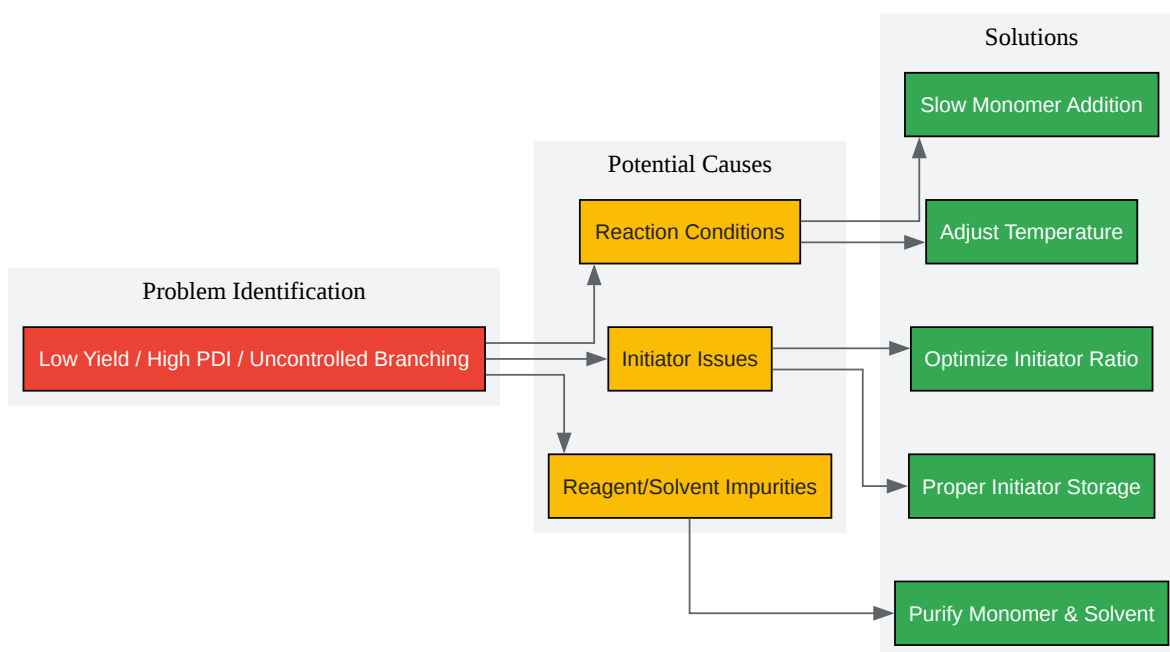 Problem Identification
Low Yield / High PDI / Uncontrolled Branching
Potential Causes
Reaction Conditions
Initiator Issues
Reagent/Solvent Impurities
Solutions
Slow Monomer Addition
Adjust Temperature
Optimize Initiator Ratio
Proper Initiator Storage
Purify Monomer & Solvent